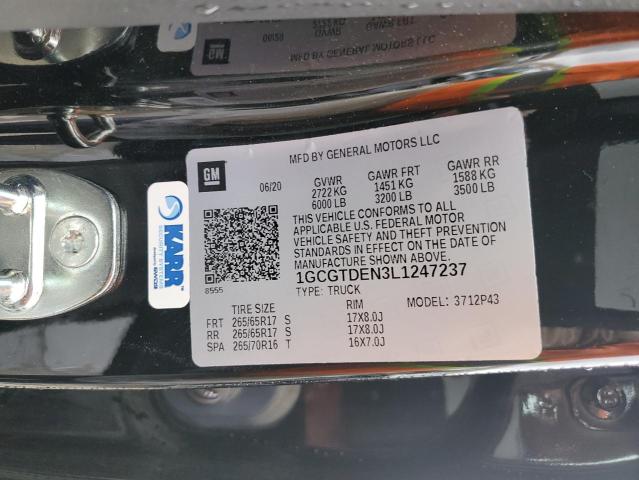 GM
MFD BY GENERAL MOTORS LLC
06/20
GVWR GAWR FRT GAWR RR
2722 KG 1451 KG 1588 KG
6000 LB 3200 LB 3500 LB
THIS VEHICLE CONFORMS TO ALL
APPLICABLE U.S. FEDERAL MOTOR
VEHICLE SAFETY AND THEFT PREVENTION
STANDARDS IN EFFECT ON THE DATE OF
MANUFACTURE SHOWN ABOVE.
8555
1GCGTDEN3L1247237
TYPE: TRUCK
TIRE SIZE RIM MODEL: 3712P43
FRT 265/65R17 S 17X8.0J
RR 265/65R17 S 17X8.0J
SPA 265/70R16 T 16X7.0J
S
KARR
SECURITY SYSTEMS